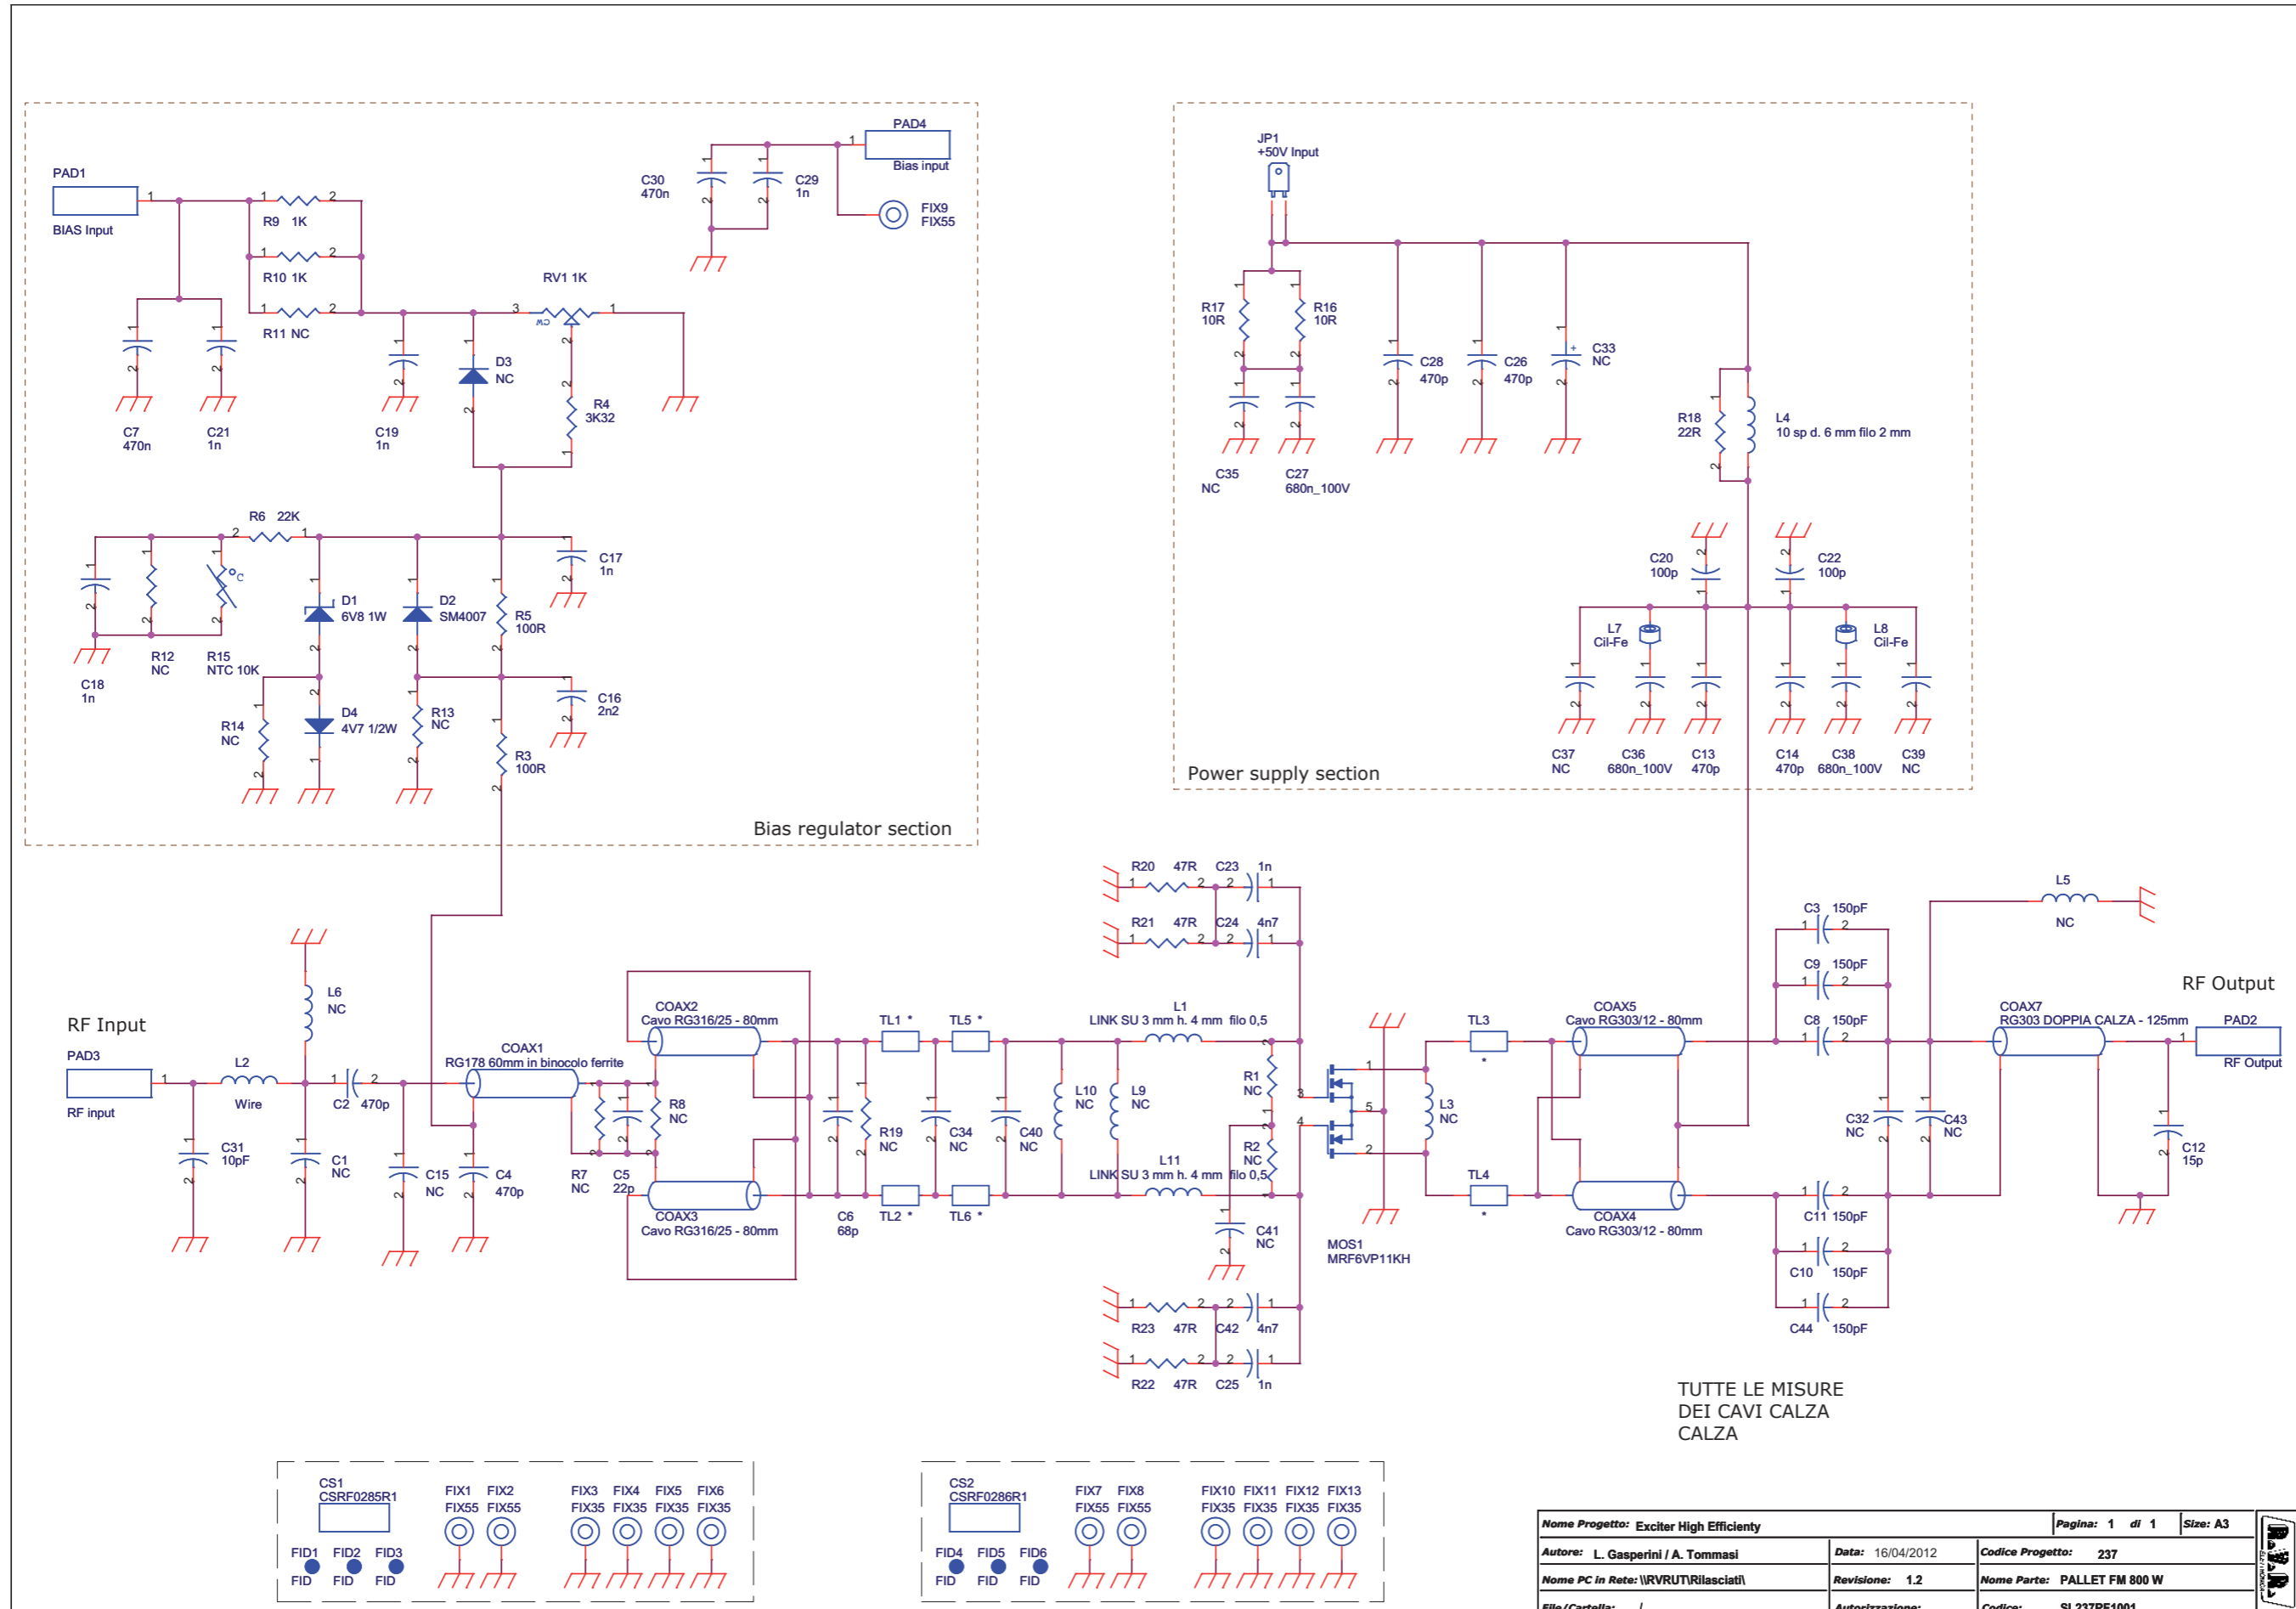 PAD1
BIAS Input
R9 1K
R10 1K
R11 NC
C7
470n
C21
1n
C19
1n
D3
NC
RV1 1K
CW
R4
3K32
C30
470n
C29
1n
PAD4
Bias input
FIX9
FIX55
R6 22K
C18
1n
R12
NC
R15
NTC 10K
°C
D1
6V8 1W
D2
SM4007
R5
100R
C17
1n
R14
NC
D4
4V7 1/2W
R13
NC
R3
100R
C16
2n2
Bias regulator section
JP1
+50V Input
R17
10R
R16
10R
C35
NC
C27
680n_100V
C28
470p
C26
470p
C33
NC
R18
22R
L4
10 sp d. 6 mm filo 2 mm
C20
100p
C22
100p
L7
Cil-Fe
L8
Cil-Fe
C37
NC
C36
680n_100V
C13
470p
C14
470p
C38
680n_100V
C39
NC
Power supply section
RF Input
PAD3
RF input
C31
10pF
L2
Wire
L6
NC
C1
NC
C2 470p
C15
NC
C4
470p
COAX1
RG178 60mm in binocolo ferrite
R7
NC
C5
22p
R8
NC
COAX2
Cavo RG316/25 - 80mm
COAX3
Cavo RG316/25 - 80mm
C6
68p
R19
NC
TL1 *
TL5 *
TL2 *
TL6 *
C34
NC
C40
NC
L10
NC
L9
NC
L1
LINK SU 3 mm h. 4 mm filo 0,5
L11
LINK SU 3 mm h. 4 mm filo 0,5
R20 47R C23 1n
R21 47R C24 4n7
R1
NC
R2
NC
C41
NC
R23 47R C42 4n7
R22 47R C25 1n
MOS1
MRF6VP11KH
L3
NC
TL3
*
TL4
*
COAX5
Cavo RG303/12 - 80mm
COAX4
Cavo RG303/12 - 80mm
C3 150pF
C9 150pF
C8 150pF
C11 150pF
C10 150pF
C44 150pF
C32
NC
C43
NC
L5
NC
COAX7
RG303 DOPPIA CALZA - 125mm
C12
15p
RF Output
PAD2
RF Output
TUTTE LE MISURE
DEI CAVI CALZA
CALZA
CS1
CSRF0285R1
FID1 FID2 FID3
FID FID FID
FIX1 FIX2 FIX3 FIX4 FIX5 FIX6
FIX55 FIX55 FIX35 FIX35 FIX35 FIX35
CS2
CSRF0286R1
FID4 FID5 FID6
FID FID FID
FIX7 FIX8 FIX10 FIX11 FIX12 FIX13
FIX55 FIX55 FIX35 FIX35 FIX35 FIX35
Nome Progetto: Exciter High Efficienty Pagina: 1 di 1 Size: A3
Autore: L. Gasperini / A. Tommasi Data: 16/04/2012 Codice Progetto: 237
Nome PC in Rete: \\RVRUT\Rilasciati\ Revisione: 1.2 Nome Parte: PALLET FM 800 W
File/Cartella: / Autorizzazione: Codice: SL237RF1001
RVR